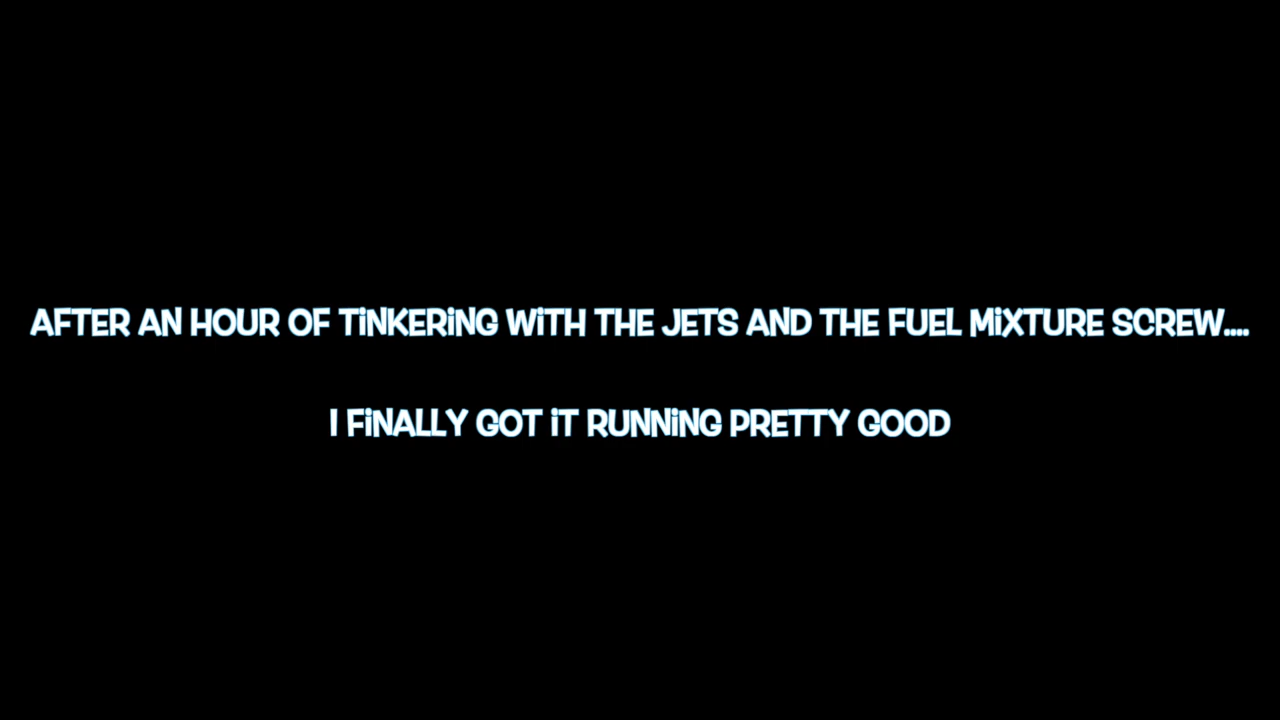 AFTER AN HOUR OF TiNKERiNG WiTH THE JETS AND THE FUEL MiXTURE SCREW....
I FiNALLY GOT iT RUNNiNG PRETTY GOOD